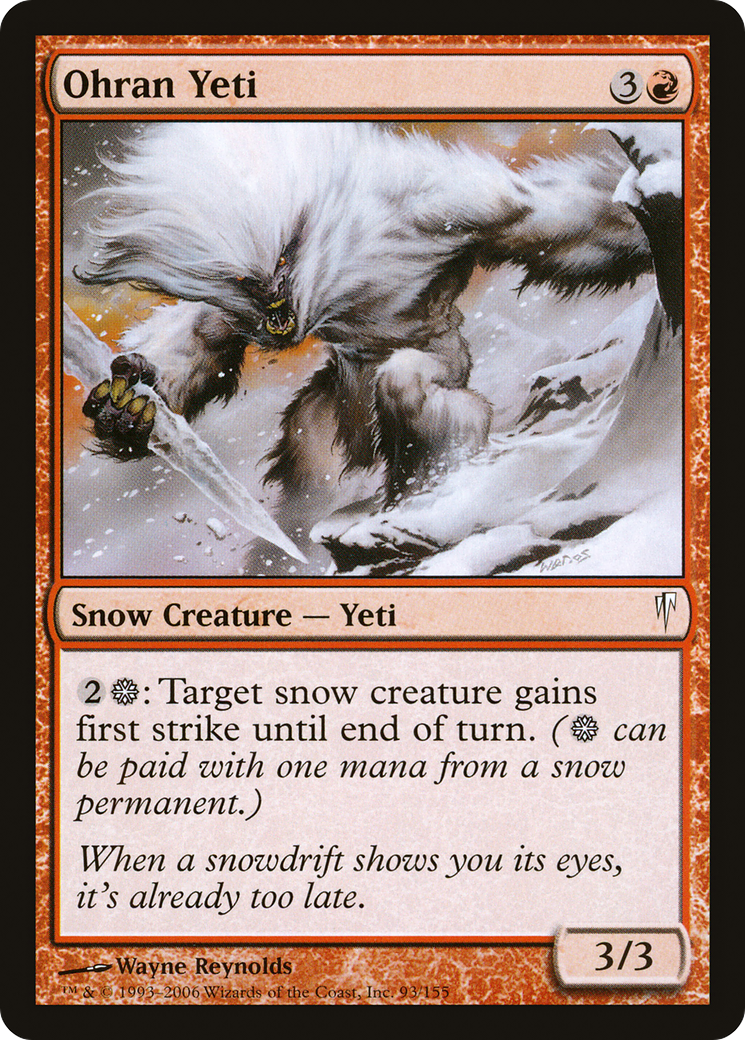 Ohran Yeti 3
Snow Creature — Yeti
2❄: Target snow creature gains
first strike until end of turn. (❄ can
be paid with one mana from a snow
permanent.)
When a snowdrift shows you its eyes,
it's already too late.
3/3
Wayne Reynolds
™ & © 1993–2006 Wizards of the Coast, Inc. 93/155